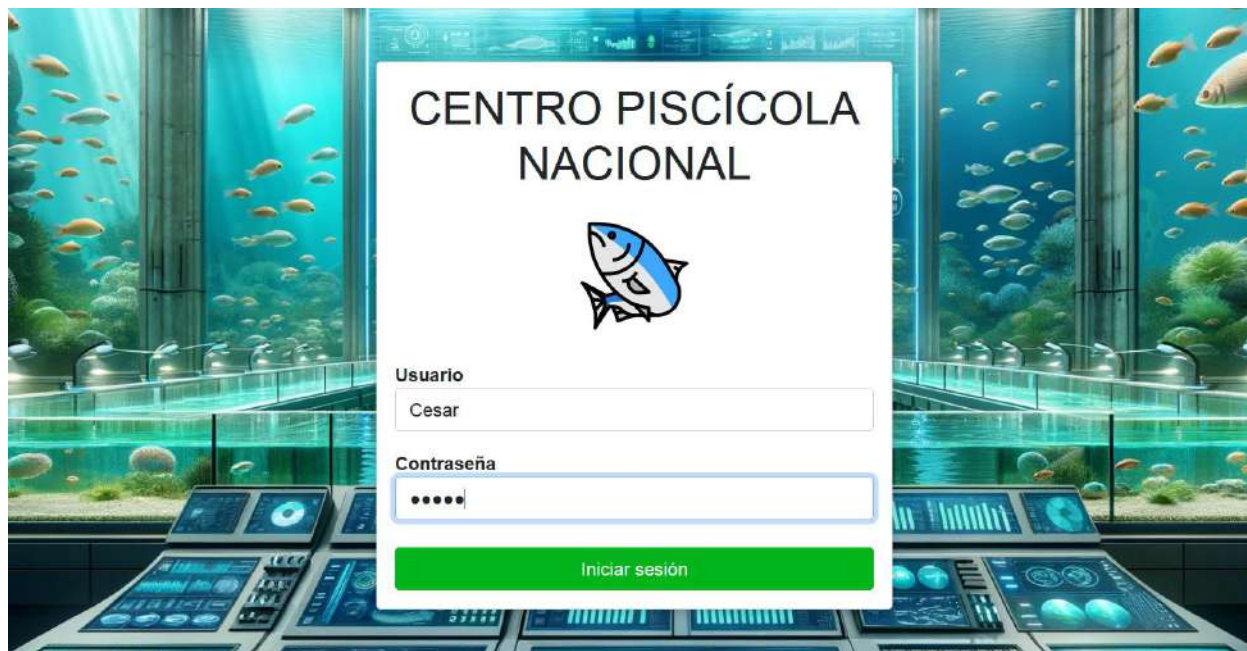 CENTRO PISCÍCOLA
NACIONAL
Usuario
Cesar
Contraseña
•••••
Iniciar sesión